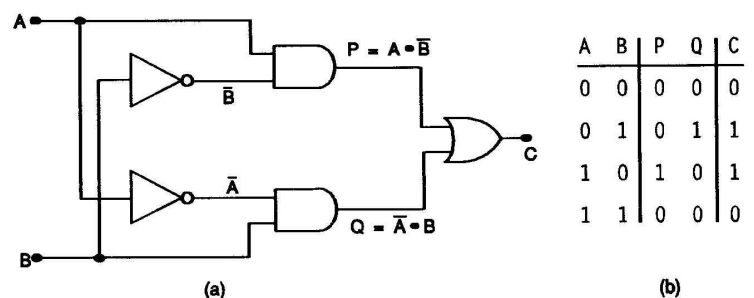 A
P = A • B̅
B̅
C
A̅
Q = A̅ • B
B
(a)
A B P Q C
0 0 0 0 0
0 1 0 1 1
1 0 1 0 1
1 1 0 0 0
(b)